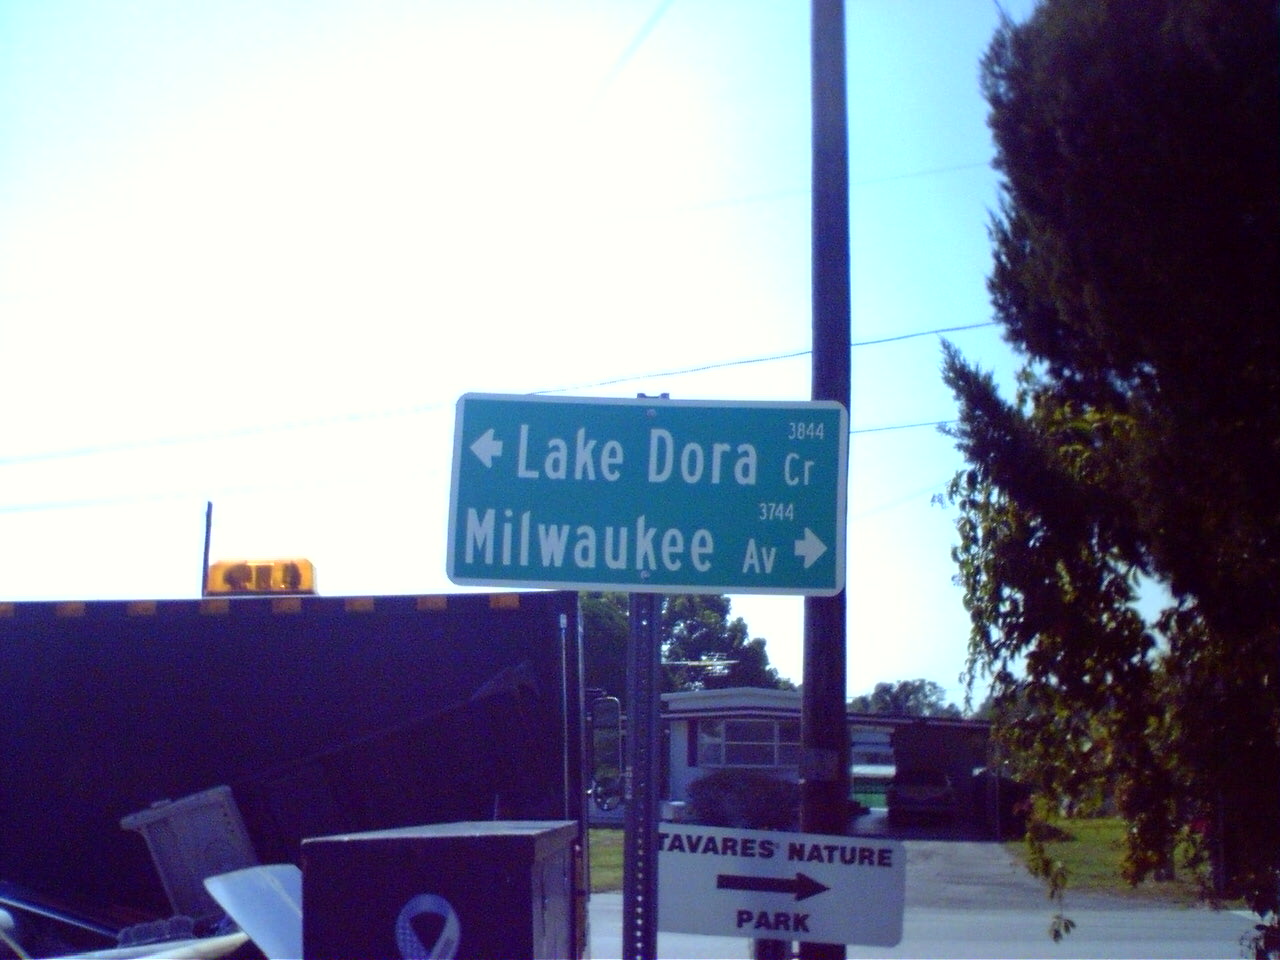 3844
Lake Dora Cr
3744
Milwaukee Av
TAVARES NATURE
PARK